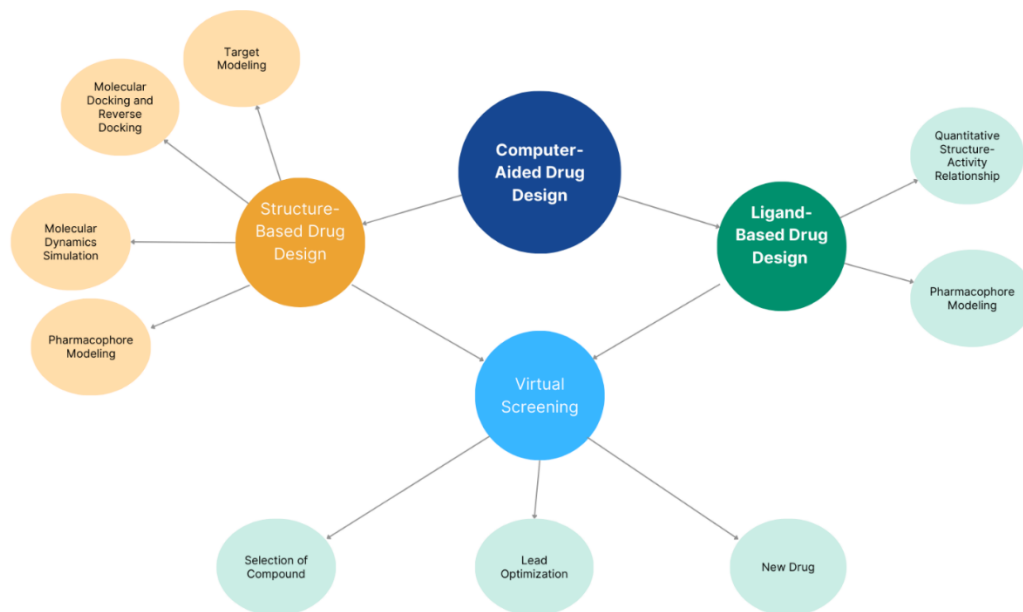 Target
Modeling
Molecular
Docking and
Reverse
Docking
Computer-
Aided Drug
Design
Quantitative
Structure-
Activity
Relationship
Structure-
Based Drug
Design
Ligand-
Based Drug
Design
Molecular
Dynamics
Simulation
Pharmacophore
Modeling
Pharmacophore
Modeling
Virtual
Screening
Selection of
Compound
Lead
Optimization
New Drug